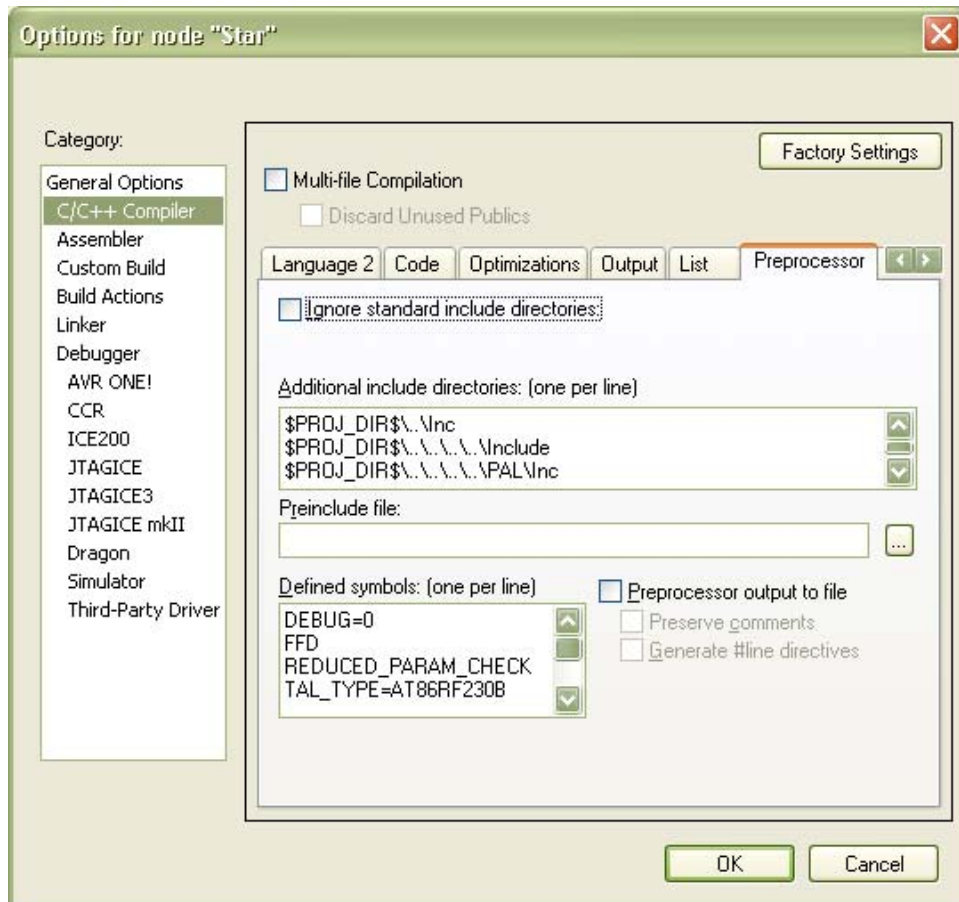 Options for node "Star"
Category:
General Options
C/C++ Compiler
Assembler
Custom Build
Build Actions
Linker
Debugger
AVR ONE!
CCR
ICE200
JTAGICE
JTAGICE3
JTAGICE mkII
Dragon
Simulator
Third-Party Driver
Factory Settings
Multi-file Compilation
Discard Unused Publics
Language 2 Code Optimizations Output List Preprocessor
Ignore standard include directories:
Additional include directories: (one per line)
$PROJ_DIR$\..\Inc
$PROJ_DIR$\..\..\..\..\Include
$PROJ_DIR$\..\..\..\..\PAL\Inc
Preinclude file:
...
Defined symbols: (one per line)
DEBUG=0
FFD
REDUCED_PARAM_CHECK
TAL_TYPE=AT86RF230B
Preprocessor output to file
Preserve comments
Generate #line directives
OK Cancel